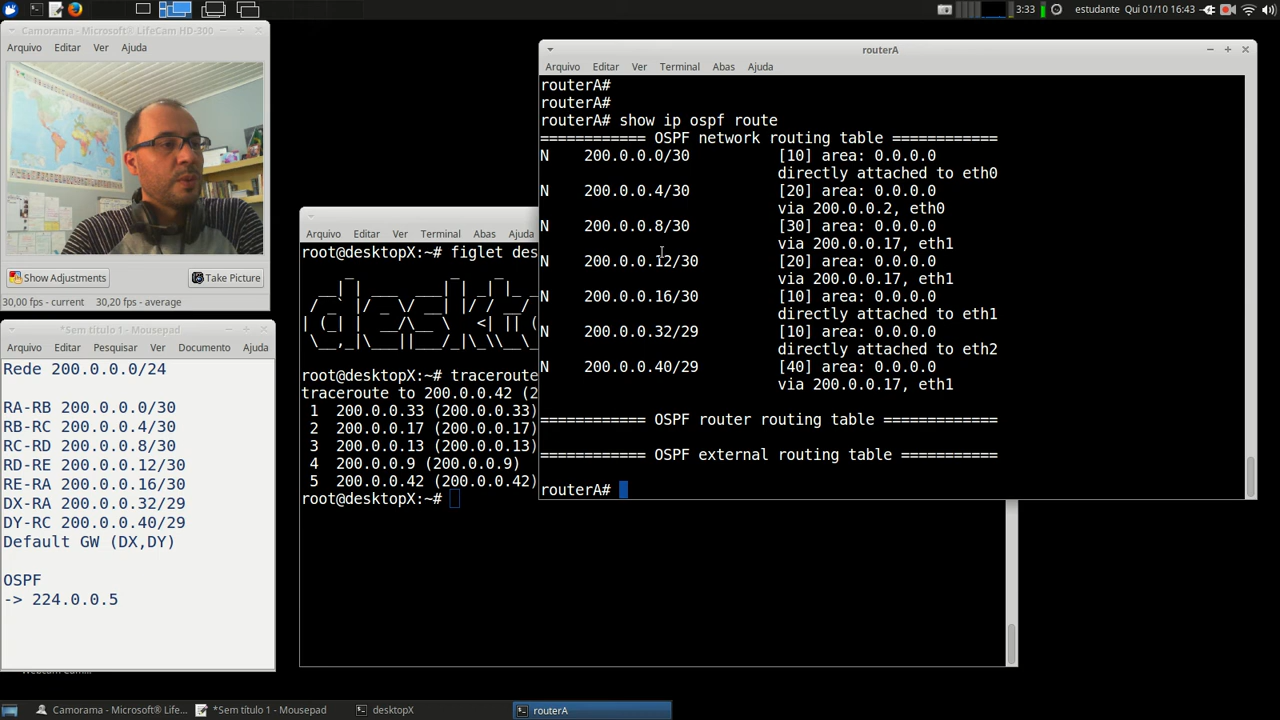 3:33
estudante Qui 01/10 16:43
Camorama - Microsoft® LifeCam HD-300
Arquivo Editar Ver Ajuda
Show Adjustments
Take Picture
30,00 fps - current 30,20 fps - average
*Sem título 1 - Mousepad
Arquivo Editar Pesquisar Ver Documento Ajuda
Rede 200.0.0.0/24
RA-RB 200.0.0.0/30
RB-RC 200.0.0.4/30
RC-RD 200.0.0.8/30
RD-RE 200.0.0.12/30
RE-RA 200.0.0.16/30
DX-RA 200.0.0.32/29
DY-RC 200.0.0.40/29
Default GW (DX,DY)
OSPF
-> 224.0.0.5
Arquivo Editar Ver Terminal Abas Ajuda
root@desktopX:~# figlet des
deskt
root@desktopX:~# traceroute
traceroute to 200.0.0.42 (2
1 200.0.0.33 (200.0.0.33)
2 200.0.0.17 (200.0.0.17)
3 200.0.0.13 (200.0.0.13)
4 200.0.0.9 (200.0.0.9)
5 200.0.0.42 (200.0.0.42)
root@desktopX:~#
routerA
Arquivo Editar Ver Terminal Abas Ajuda
routerA#
routerA#
routerA# show ip ospf route
============ OSPF network routing table ============
N 200.0.0.0/30 [10] area: 0.0.0.0
directly attached to eth0
N 200.0.0.4/30 [20] area: 0.0.0.0
via 200.0.0.2, eth0
N 200.0.0.8/30 [30] area: 0.0.0.0
via 200.0.0.17, eth1
N 200.0.0.12/30 [20] area: 0.0.0.0
via 200.0.0.17, eth1
N 200.0.0.16/30 [10] area: 0.0.0.0
directly attached to eth1
N 200.0.0.32/29 [10] area: 0.0.0.0
directly attached to eth2
N 200.0.0.40/29 [40] area: 0.0.0.0
via 200.0.0.17, eth1
============ OSPF router routing table =============
============ OSPF external routing table ===========
routerA#
Camorama - Microsoft® LifeC...
*Sem título 1 - Mousepad
desktopX
routerA